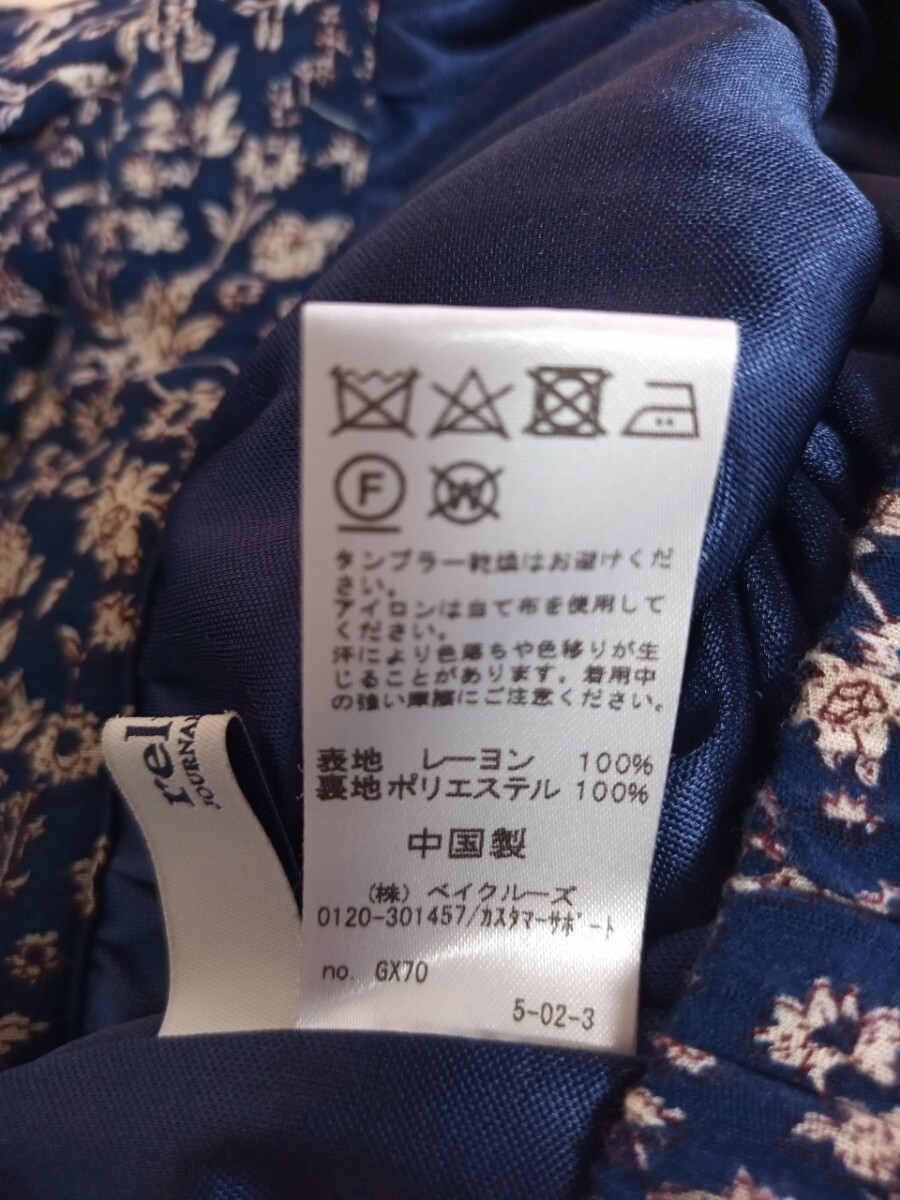 F W
タンブラー乾燥はお避けくだ
さい。
アイロンは当て布を使用して
ください。
汗により色落ちや色移りが生
じることがあります。着用中
の強い摩擦にご注意ください。
表地 レーヨン 100%
裏地ポリエステル 100%
中国製
(株) ベイクルーズ
0120-301457/カスタマーサポート
no. GX70
5-02-3
rel
JOURNA